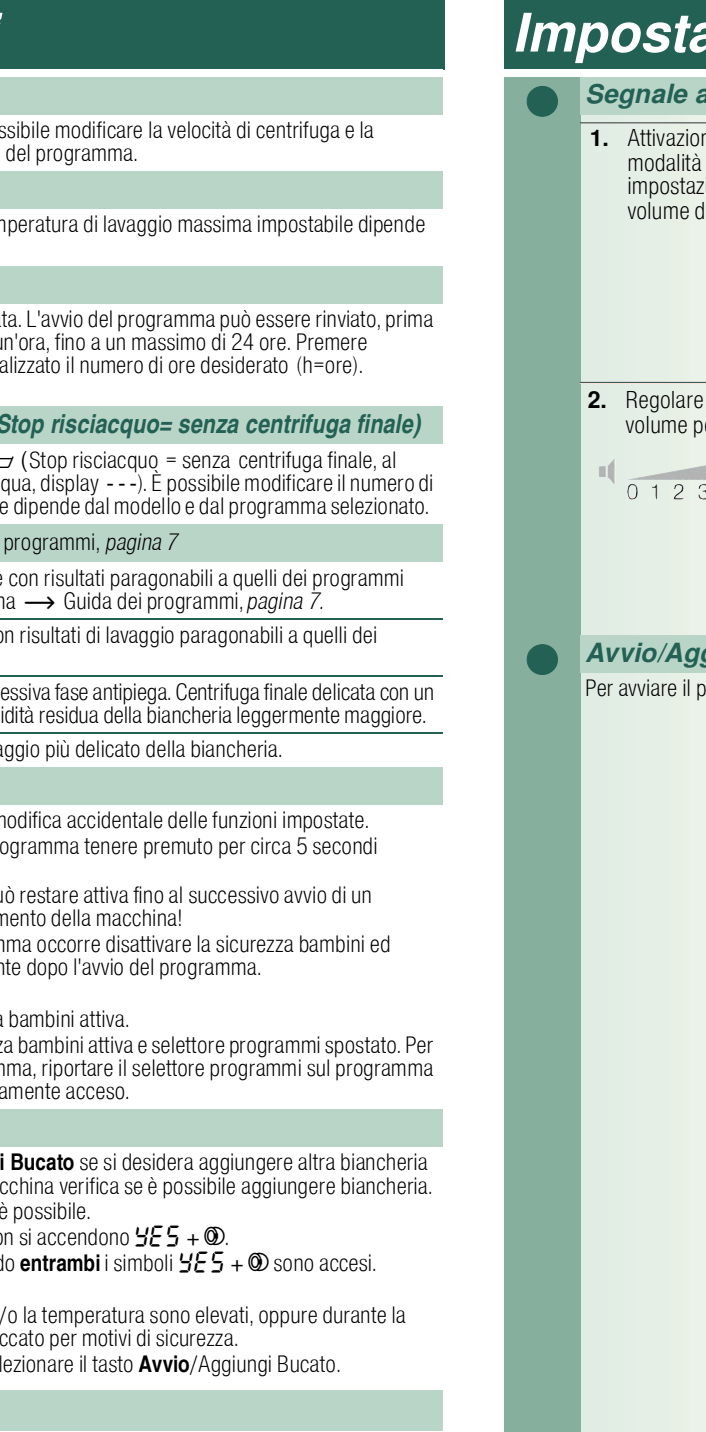 ssibile modificare la velocità di centrifuga e la
del programma.
nperatura di lavaggio massima impostabile dipende
ata. L'avvio del programma può essere rinviato, prima
un'ora, fino a un massimo di 24 ore. Premere
alizzato il numero di ore desiderato (h=ore).
Stop risciacquo= senza centrifuga finale)
(Stop risciacquo = senza centrifuga finale, al
qua, display - - -). È possibile modificare il numero di
e dipende dal modello e dal programma selezionato.
programmi, pagina 7
e con risultati paragonabili a quelli dei programmi
ma ⟶ Guida dei programmi, pagina 7.
on risultati di lavaggio paragonabili a quelli dei
essiva fase antipiega. Centrifuga finale delicata con un
idità residua della biancheria leggermente maggiore.
aggio più delicato della biancheria.
modifica accidentale delle funzioni impostate.
ogramma tenere premuto per circa 5 secondi
uò restare attiva fino al successivo avvio di un
mento della macchina!
mma occorre disattivare la sicurezza bambini ed
nte dopo l'avvio del programma.
a bambini attiva.
za bambini attiva e selettore programmi spostato. Per
mma, riportare il selettore programmi sul programma
amente acceso.
i Bucato se si desidera aggiungere altra biancheria
cchina verifica se è possibile aggiungere biancheria.
è possibile.
on si accendono YES + .
do entrambi i simboli YES + sono accesi.
/o la temperatura sono elevati, oppure durante la
ccato per motivi di sicurezza.
lezionare il tasto Avvio/Aggiungi Bucato.
Imposta
Segnale a
1. Attivazion
modalità
impostazi
volume d
2. Regolare
volume pe
0 1 2 3
Avvio/Agg
Per avviare il p